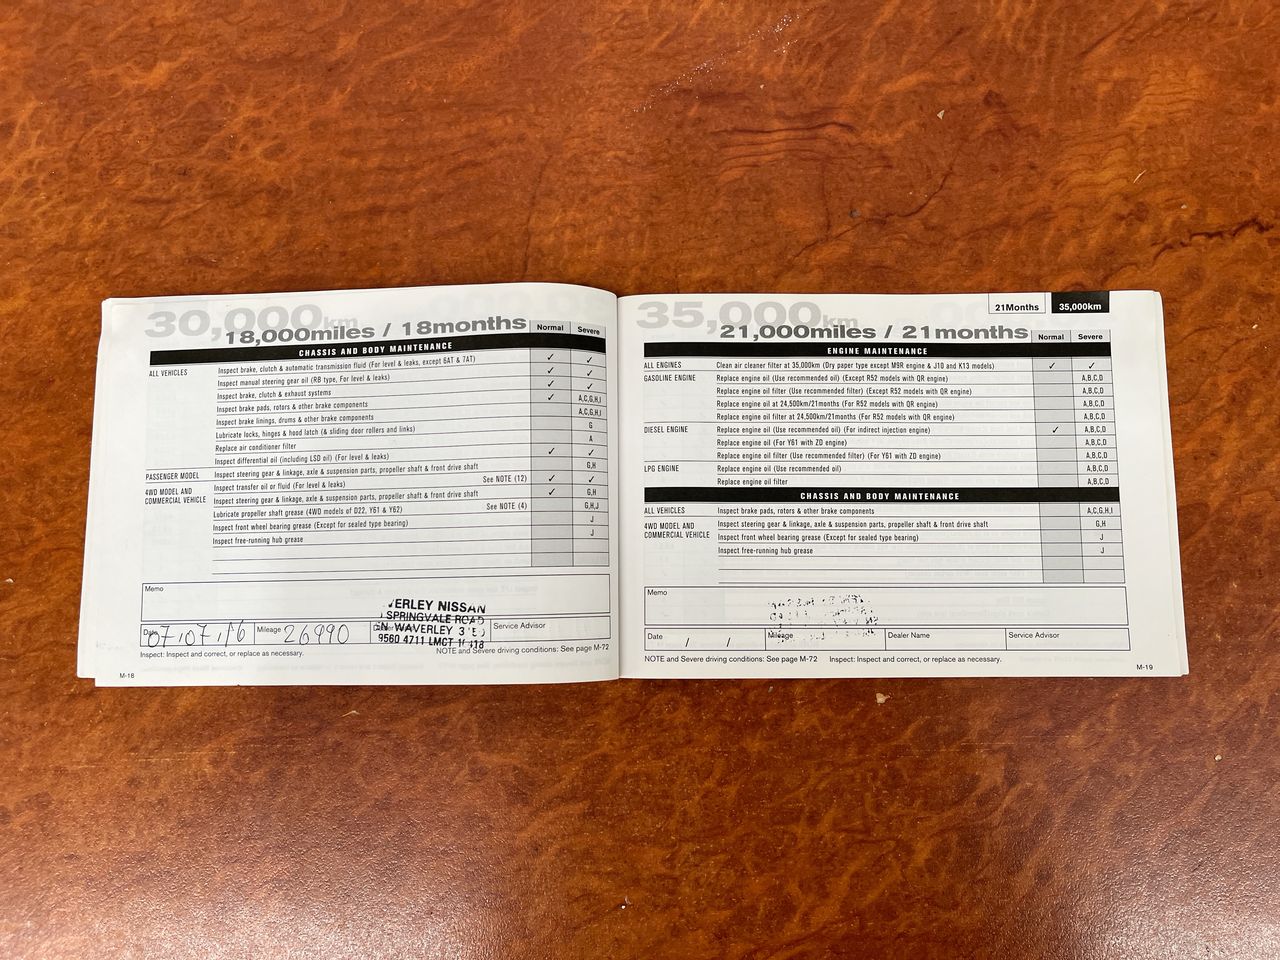 30,000km
18,000miles / 18months
Normal Severe
CHASSIS AND BODY MAINTENANCE
ALL VEHICLES Inspect brake, clutch & automatic transmission fluid (For level & leaks, except 6AT & 7AT) ✓ ✓
Inspect manual steering gear oil (RB type, For level & leaks) ✓ ✓
Inspect brake, clutch & exhaust systems ✓ ✓
Inspect brake pads, rotors & other brake components ✓ A,C,G,H,I
Inspect brake linings, drums & other brake components A,C,G,H,I
Lubricate locks, hinges & hood latch (& sliding door rollers and links) G
Replace air conditioner filter A
Inspect differential oil (including LSD oil) (For level & leaks) ✓ ✓
PASSENGER MODEL Inspect steering gear & linkage, axle & suspension parts, propeller shaft & front drive shaft G,H
4WD MODEL AND Inspect transfer oil or fluid (For level & leaks) See NOTE (12) ✓ ✓
COMMERCIAL VEHICLE Inspect steering gear & linkage, axle & suspension parts, propeller shaft & front drive shaft ✓ G,H
Lubricate propeller shaft grease (4WD models of D22, Y61 & Y62) See NOTE (4) G,H,J
Inspect front wheel bearing grease (Except for sealed type bearing) J
Inspect free-running hub grease J
Memo
VERLEY NISSAN
SPRINGVALE ROAD
WAVERLEY
9560 4711 LMCT
Date 07/07/16 Mileage 26990 Service Advisor
Inspect: Inspect and correct, or replace as necessary. NOTE and Severe driving conditions: See page M-72
M-18
21Months 35,000km
35,000km
21,000miles / 21months
Normal Severe
ENGINE MAINTENANCE
ALL ENGINES Clean air cleaner filter at 35,000km (Dry paper type except M9R engine & J10 and K13 models) ✓ ✓
GASOLINE ENGINE Replace engine oil (Use recommended oil) (Except R52 models with QR engine) A,B,C,D
Replace engine oil filter (Use recommended filter) (Except R52 models with QR engine) A,B,C,D
Replace engine oil at 24,500km/21months (For R52 models with QR engine) A,B,C,D
Replace engine oil filter at 24,500km/21months (For R52 models with QR engine) A,B,C,D
DIESEL ENGINE Replace engine oil (Use recommended oil) (For indirect injection engine) ✓ A,B,C,D
Replace engine oil (For Y61 with ZD engine) A,B,C,D
Replace engine oil filter (Use recommended filter) (For Y61 with ZD engine) A,B,C,D
LPG ENGINE Replace engine oil (Use recommended oil) A,B,C,D
Replace engine oil filter A,B,C,D
CHASSIS AND BODY MAINTENANCE
ALL VEHICLES Inspect brake pads, rotors & other brake components A,C,G,H,I
4WD MODEL AND Inspect steering gear & linkage, axle & suspension parts, propeller shaft & front drive shaft G,H
COMMERCIAL VEHICLE Inspect front wheel bearing grease (Except for sealed type bearing) J
Inspect free-running hub grease J
Memo
Date / / Mileage Dealer Name Service Advisor
NOTE and Severe driving conditions: See page M-72 Inspect: Inspect and correct, or replace as necessary.
M-19